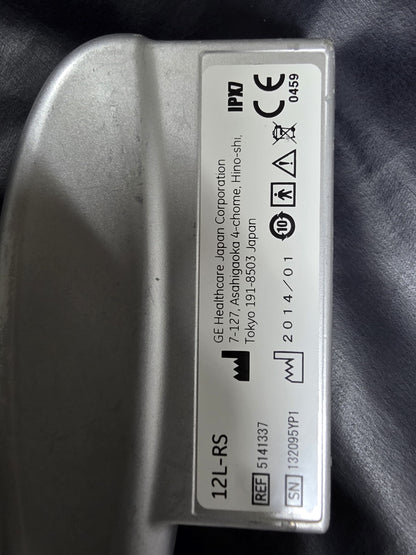 12L-RS
REF 5141337
SN 132095YP1
GE Healthcare Japan Corporation
7-127, Asahigaoka 4-chome, Hino-shi,
Tokyo 191-8503 Japan
2014/01
10
IPX7
CE
0459